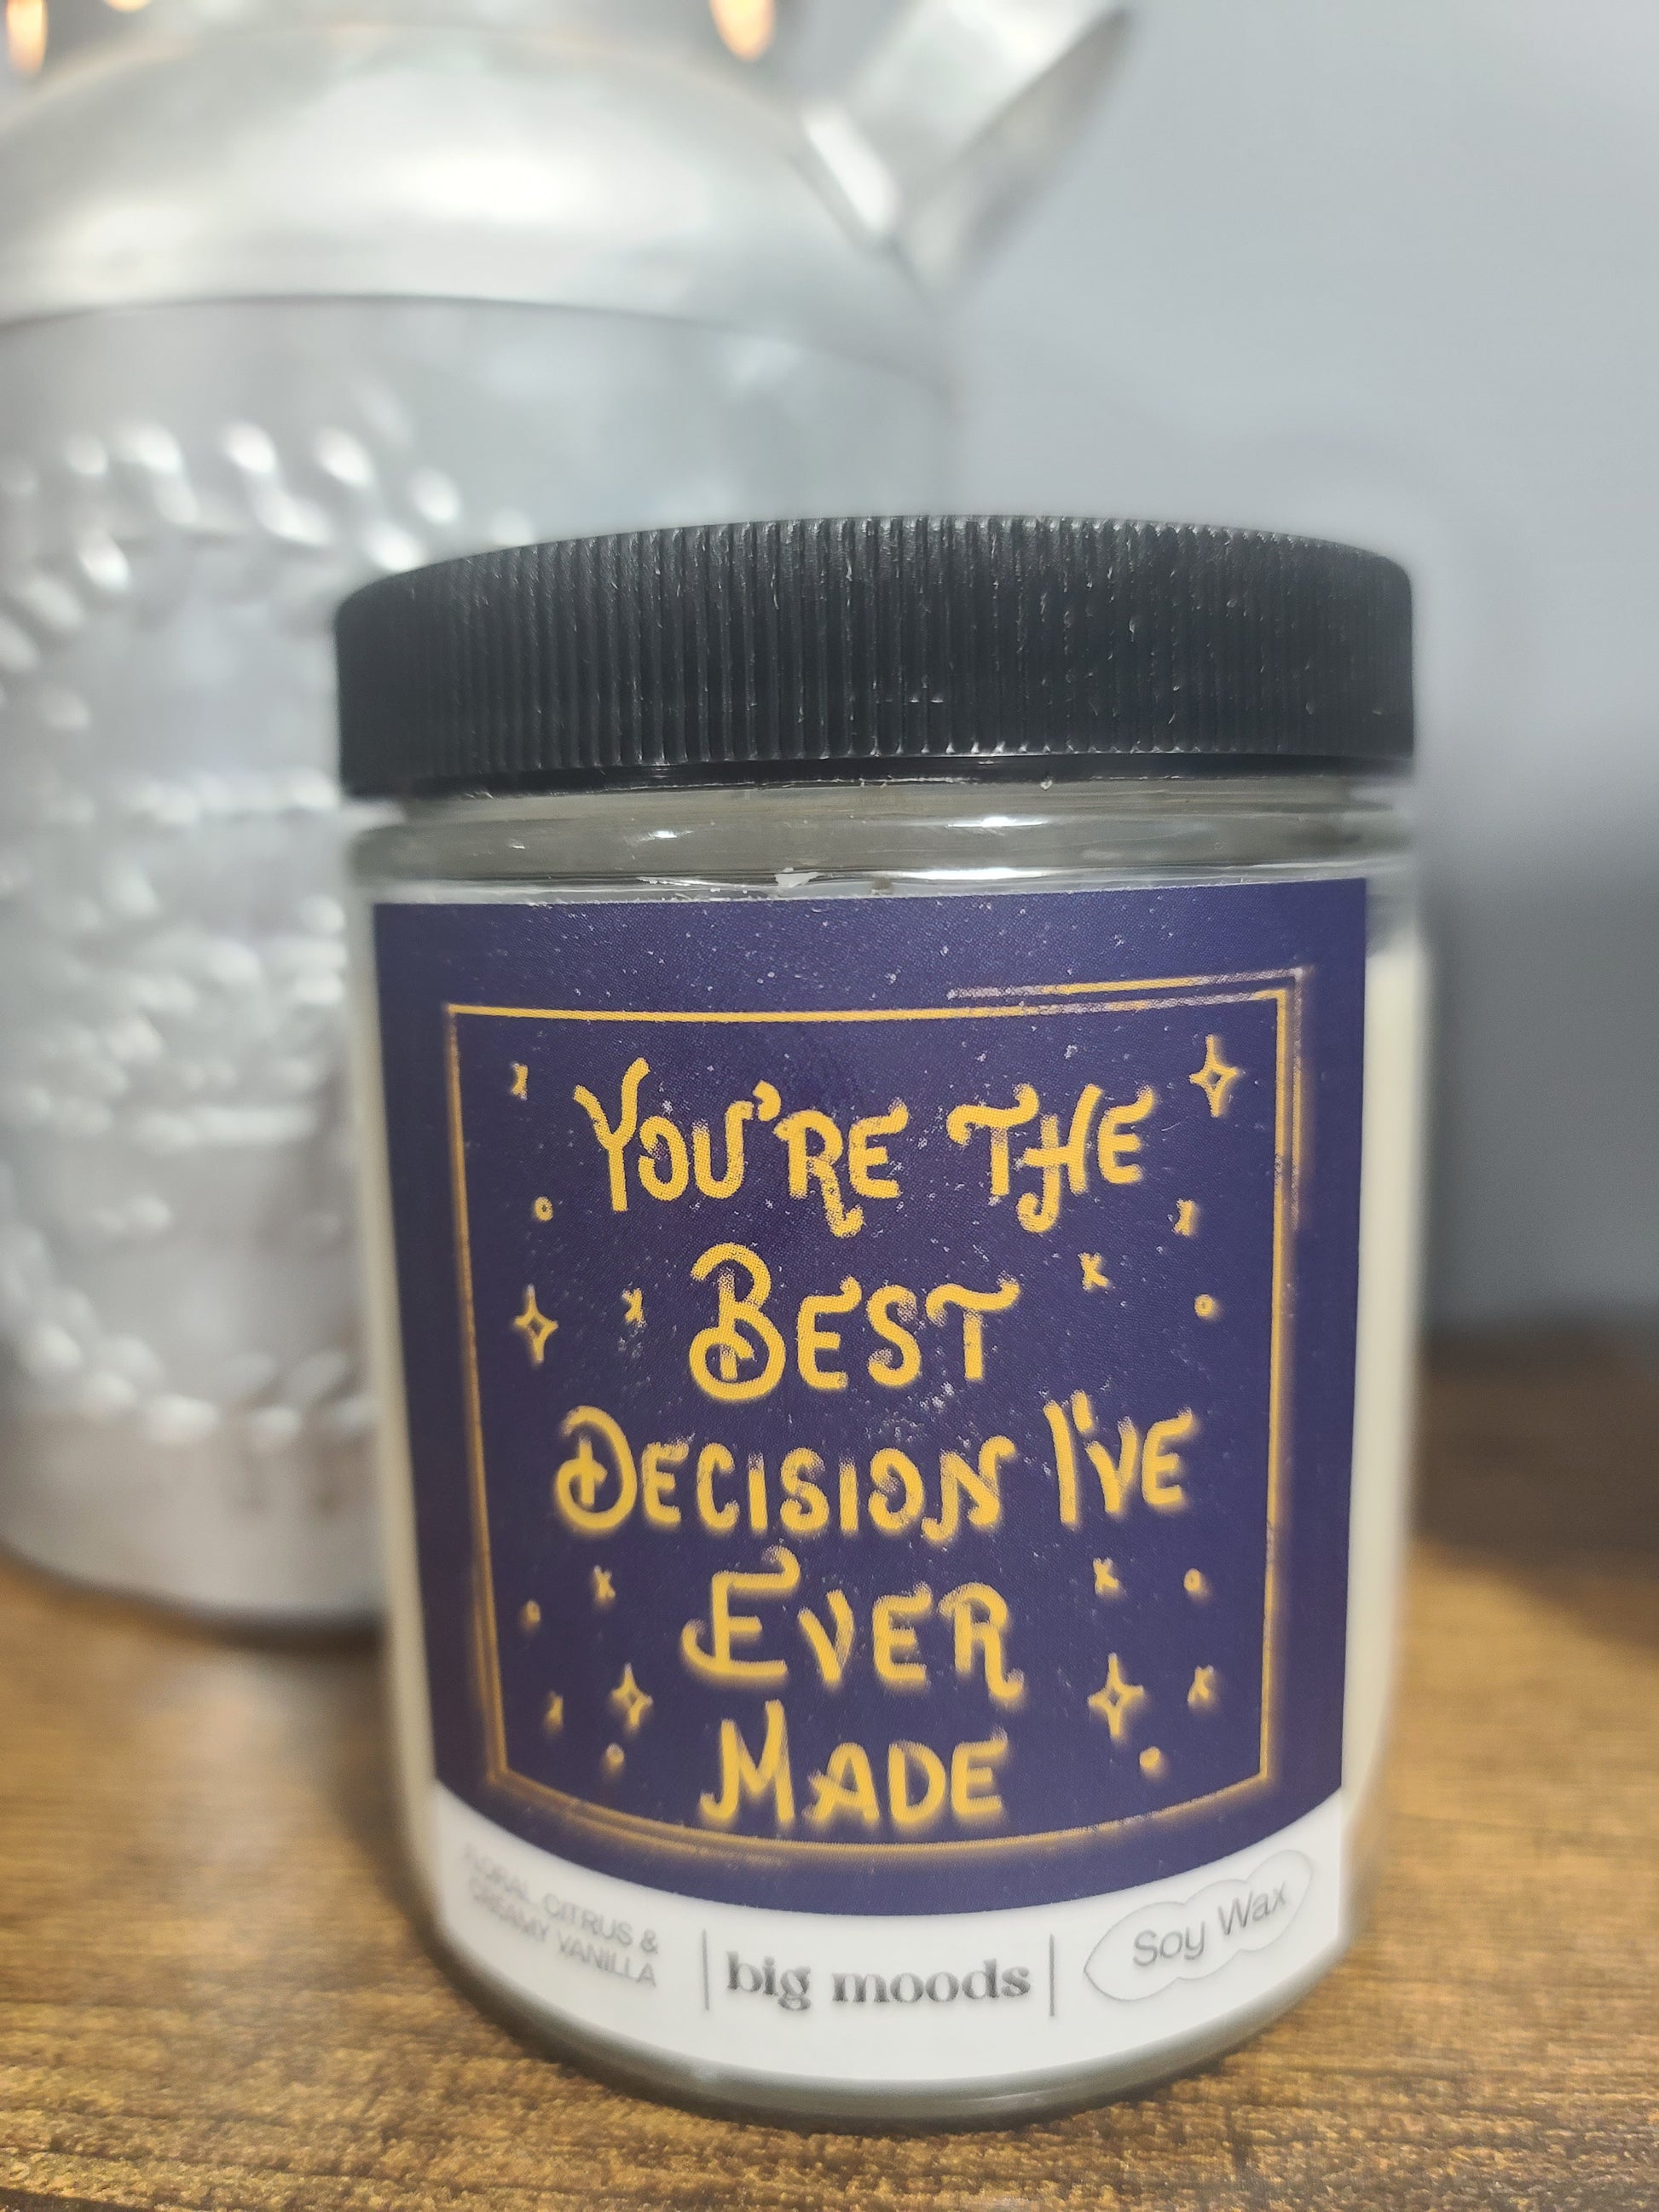 You're the
Best
Decision I've
Ever
Made
FLORAL, CITRUS &
CREAMY VANILLA
big moods
Soy Wax